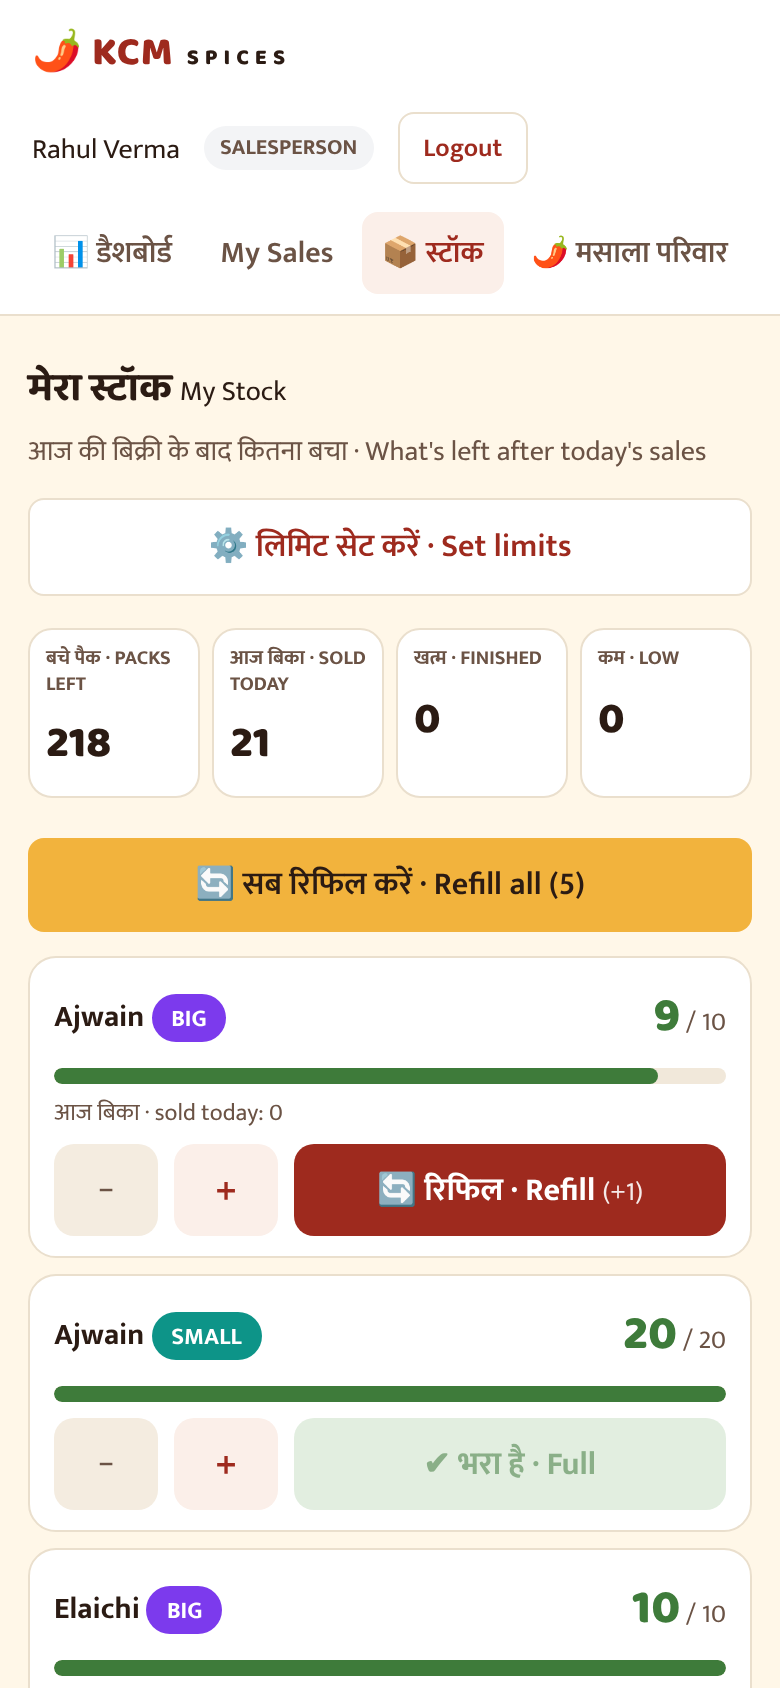 KCM SPICES
Rahul Verma SALESPERSON Logout
डैशबोर्ड My Sales स्टॉक मसाला परिवार
मेरा स्टॉक My Stock
आज की बिक्री के बाद कितना बचा · What's left after today's sales
लिमिट सेट करें · Set limits
बचे पैक · PACKS LEFT
218
आज बिका · SOLD TODAY
21
खत्म · FINISHED
0
कम · LOW
0
सब रिफिल करें · Refill all (5)
Ajwain BIG 9 / 10
आज बिका · sold today: 0
− + रिफिल · Refill (+1)
Ajwain SMALL 20 / 20
− + ✔ भरा है · Full
Elaichi BIG 10 / 10